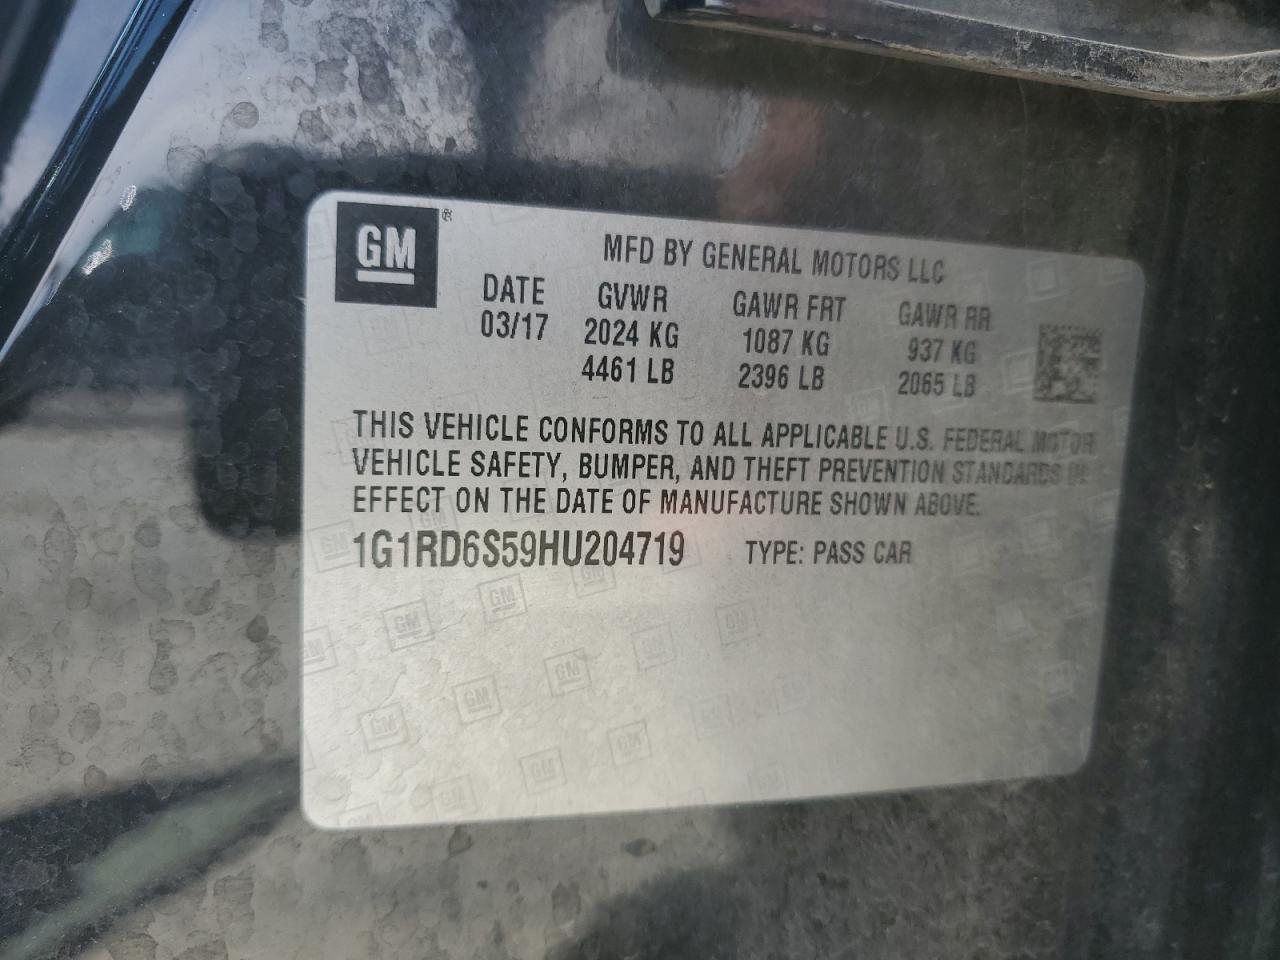 GM ®
MFD BY GENERAL MOTORS LLC
DATE GVWR GAWR FRT GAWR RR
03/17 2024 KG 1087 KG 937 KG
4461 LB 2396 LB 2065 LB
THIS VEHICLE CONFORMS TO ALL APPLICABLE U.S. FEDERAL MOTOR
VEHICLE SAFETY, BUMPER, AND THEFT PREVENTION STANDARDS IN
EFFECT ON THE DATE OF MANUFACTURE SHOWN ABOVE.
1G1RD6S59HU204719 TYPE: PASS CAR